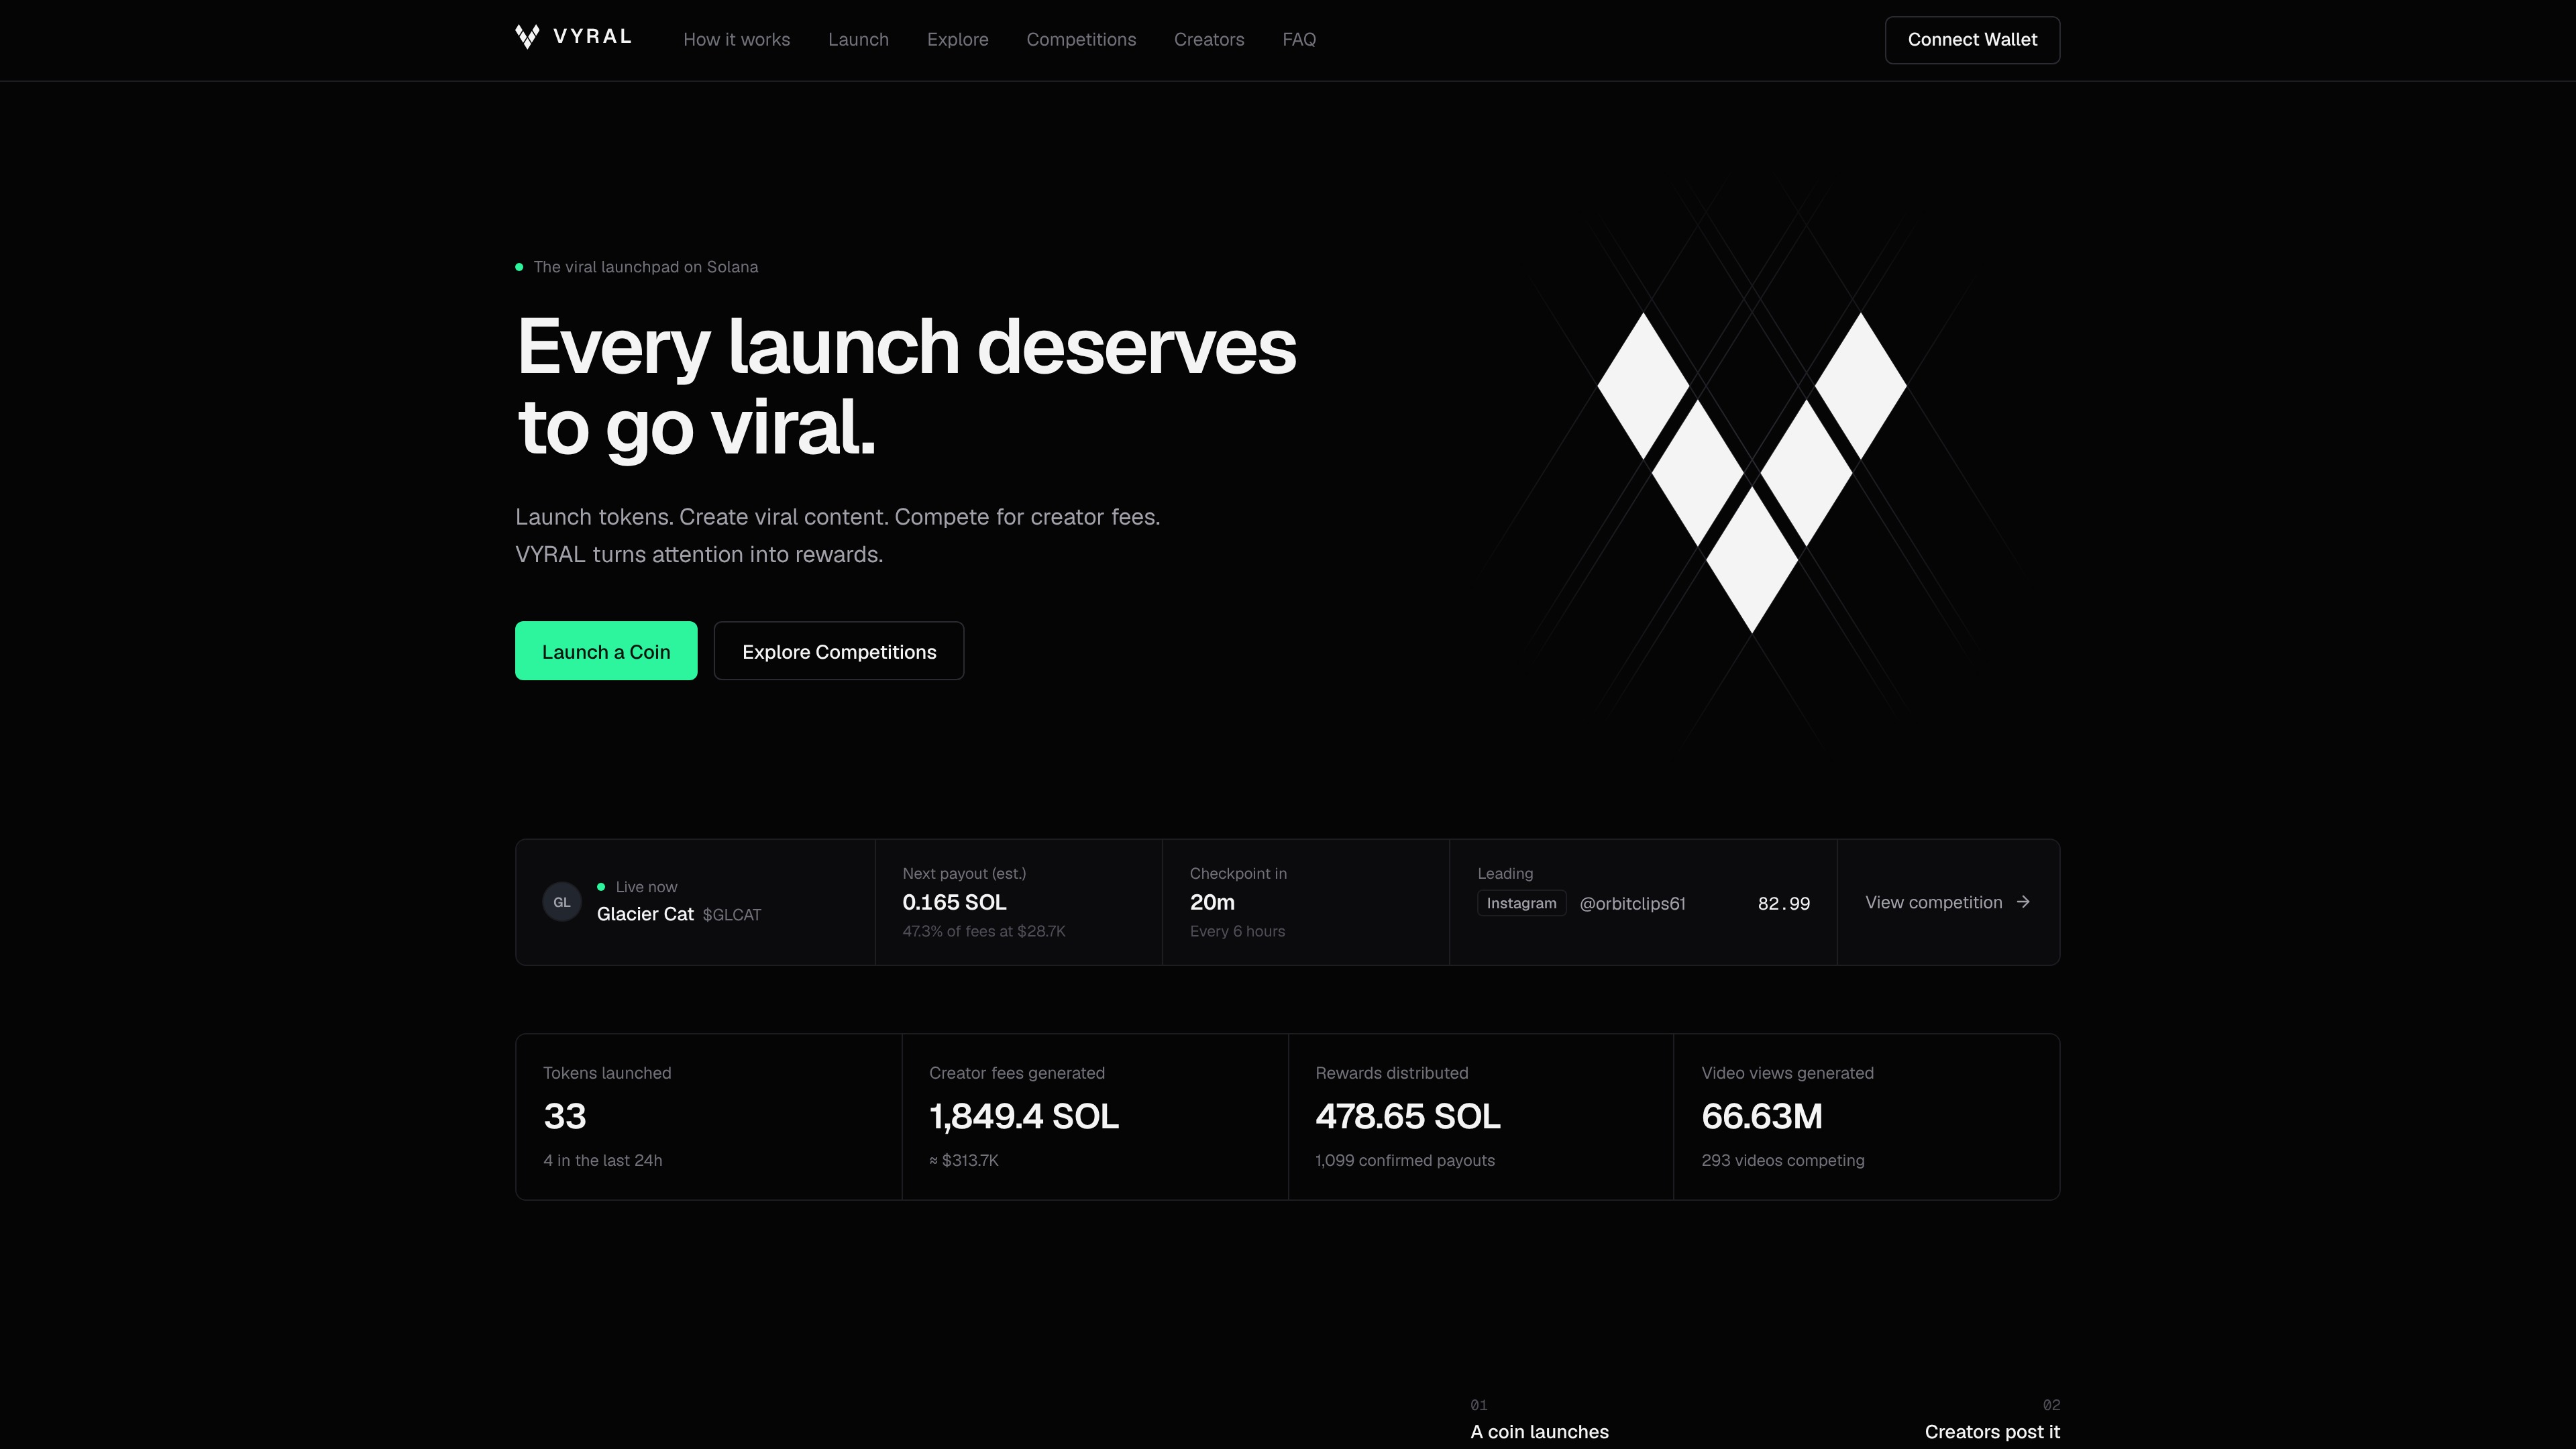 VYRAL
How it works
Launch
Explore
Competitions
Creators
FAQ
Connect Wallet
The viral launchpad on Solana
Every launch deserves
to go viral.
Launch tokens. Create viral content. Compete for creator fees.
VYRAL turns attention into rewards.
Launch a Coin
Explore Competitions
GL
Live now
Glacier Cat $GLCAT
Next payout (est.)
0.165 SOL
47.3% of fees at $28.7K
Checkpoint in
20m
Every 6 hours
Leading
Instagram @orbitclips61 82.99
View competition →
Tokens launched
33
4 in the last 24h
Creator fees generated
1,849.4 SOL
≈ $313.7K
Rewards distributed
478.65 SOL
1,099 confirmed payouts
Video views generated
66.63M
293 videos competing
01
A coin launches
02
Creators post it